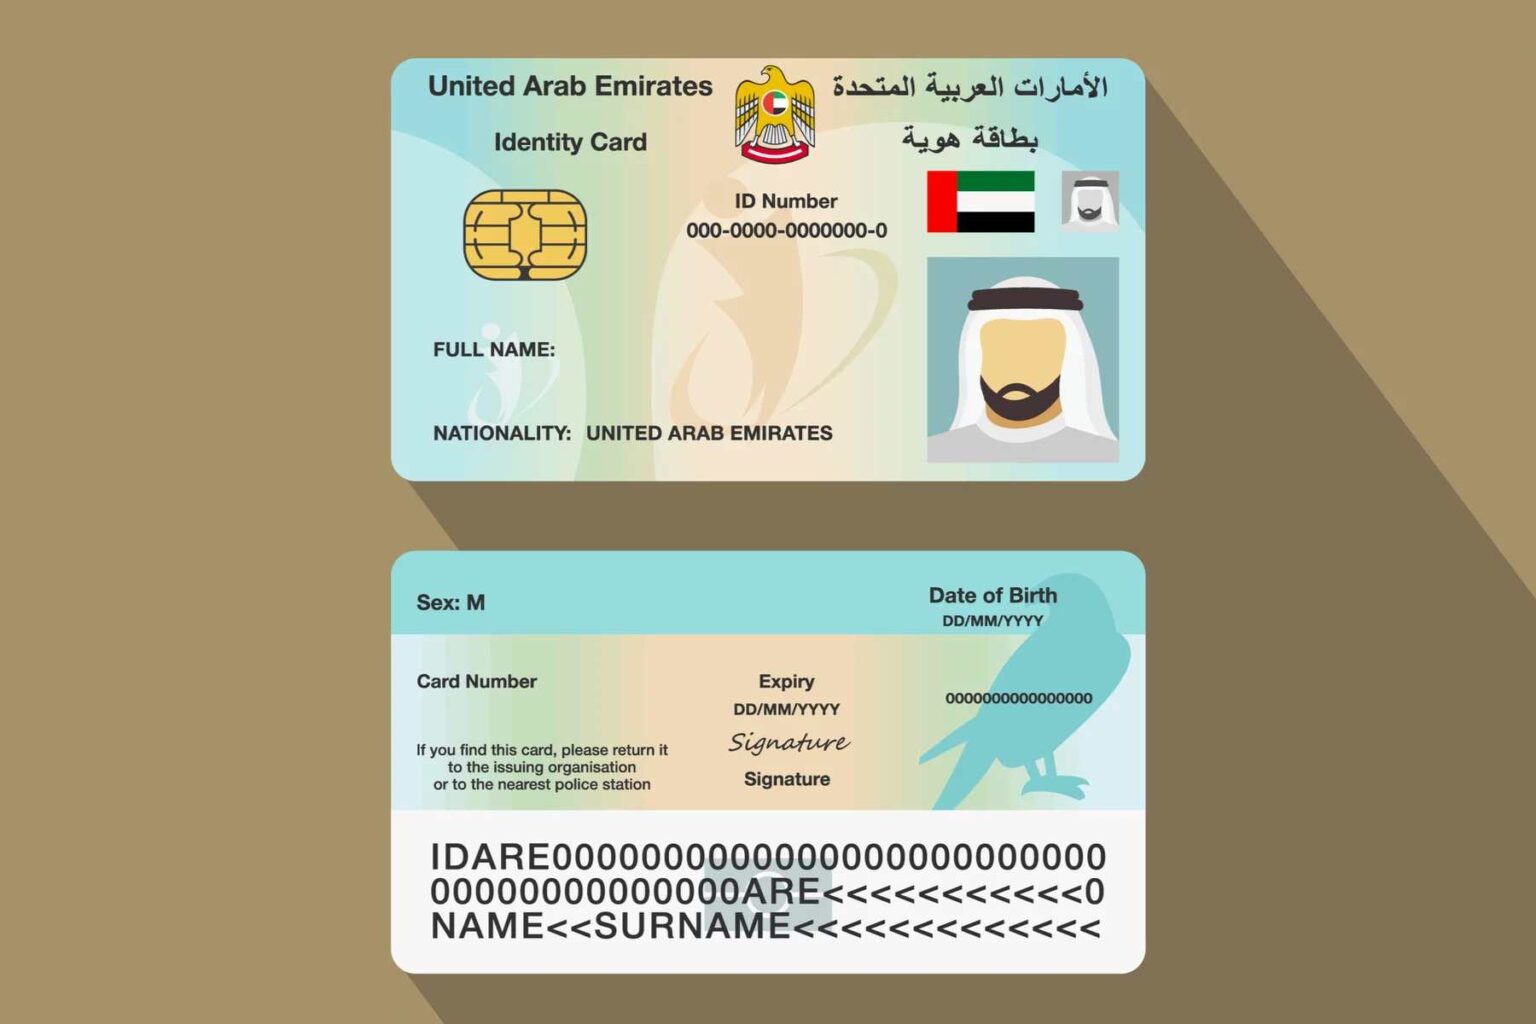 United Arab Emirates
الأمارات العربية المتحدة
Identity Card
بطاقة هوية
ID Number
000-0000-0000000-0
FULL NAME:
NATIONALITY: UNITED ARAB EMIRATES
Sex: M
Date of Birth
DD/MM/YYYY
Card Number
Expiry
DD/MM/YYYY
0000000000000000
Signature
Signature
If you find this card, please return it
to the issuing organisation
or to the nearest police station
IDARE0000000000000000000000000
00000000000000ARE<<<<<<<<<<<0
NAME<<SURNAME<<<<<<<<<<<<<